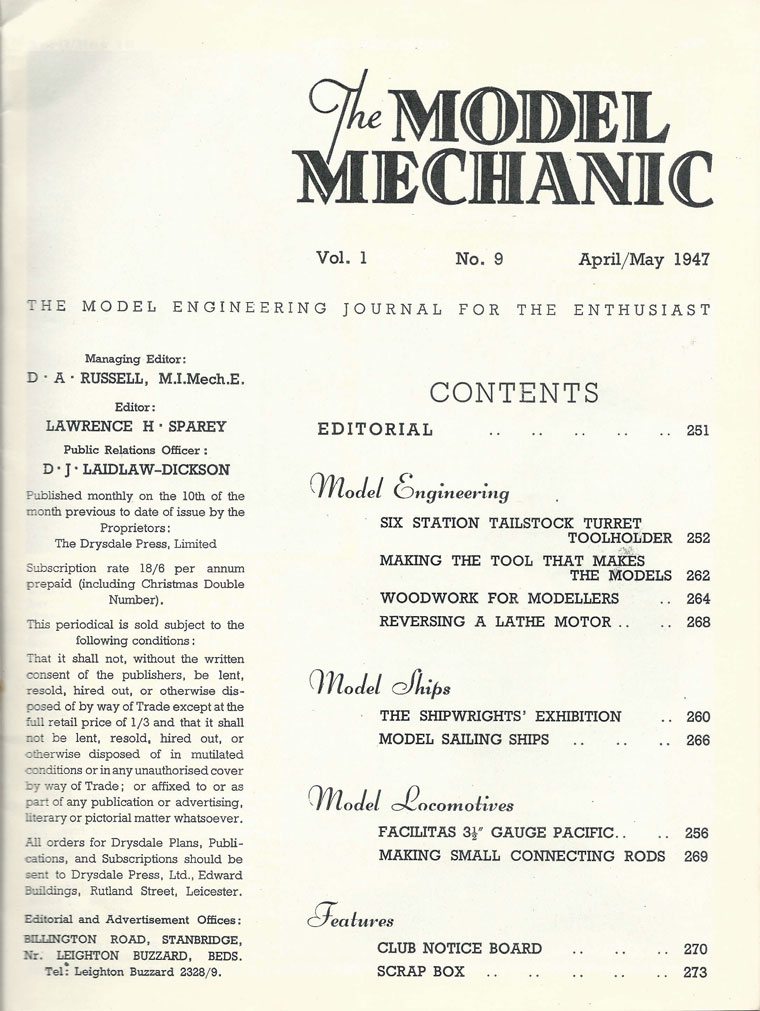 The MODEL
MECHANIC
Vol. 1 No. 9 April/May 1947
THE MODEL ENGINEERING JOURNAL FOR THE ENTHUSIAST
Managing Editor:
D · A · RUSSELL, M.I.Mech.E.
Editor:
LAWRENCE H · SPAREY
Public Relations Officer:
D · J · LAIDLAW-DICKSON
Published monthly on the 10th of the
month previous to date of issue by the
Proprietors:
The Drysdale Press, Limited
Subscription rate 18/6 per annum
prepaid (including Christmas Double
Number).
This periodical is sold subject to the
following conditions:
That it shall not, without the written
consent of the publishers, be lent,
resold, hired out, or otherwise dis-
posed of by way of Trade except at the
full retail price of 1/3 and that it shall
not be lent, resold, hired out, or
otherwise disposed of in mutilated
conditions or in any unauthorised cover
by way of Trade; or affixed to or as
part of any publication or advertising,
literary or pictorial matter whatsoever.
All orders for Drysdale Plans, Publi-
cations, and Subscriptions should be
sent to Drysdale Press, Ltd., Edward
Buildings, Rutland Street, Leicester.
Editorial and Advertisement Offices:
BILLINGTON ROAD, STANBRIDGE,
Nr. LEIGHTON BUZZARD, BEDS.
Tel: Leighton Buzzard 2328/9.
CONTENTS
EDITORIAL .. .. .. .. .. 251
Model Engineering
SIX STATION TAILSTOCK TURRET
TOOLHOLDER 252
MAKING THE TOOL THAT MAKES
THE MODELS 262
WOODWORK FOR MODELLERS .. 264
REVERSING A LATHE MOTOR .. .. 268
Model Ships
THE SHIPWRIGHTS' EXHIBITION .. 260
MODEL SAILING SHIPS .. .. .. 266
Model Locomotives
FACILITAS 3½″ GAUGE PACIFIC.. .. 256
MAKING SMALL CONNECTING RODS 269
Features
CLUB NOTICE BOARD .. .. .. 270
SCRAP BOX .. .. .. .. .. 273